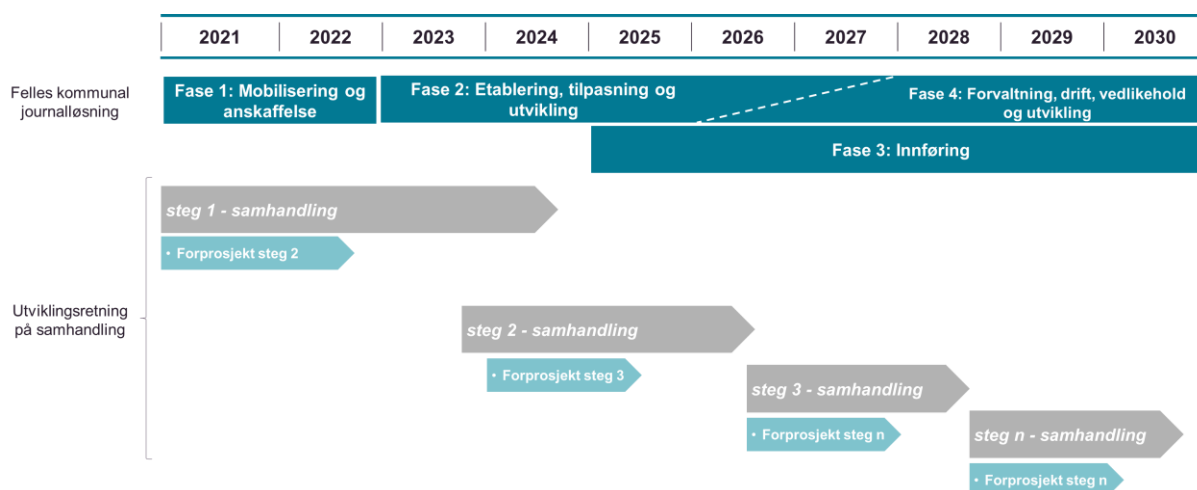 2021 2022 2023 2024 2025 2026 2027 2028 2029 2030
Felles kommunal
journalløsning
Fase 1: Mobilisering og
anskaffelse
Fase 2: Etablering, tilpasning og
utvikling
Fase 4: Forvaltning, drift, vedlikehold
og utvikling
Fase 3: Innføring
Utviklingsretning
på samhandling
steg 1 - samhandling
• Forprosjekt steg 2
steg 2 - samhandling
• Forprosjekt steg 3
steg 3 - samhandling
• Forprosjekt steg n
steg n - samhandling
• Forprosjekt steg n